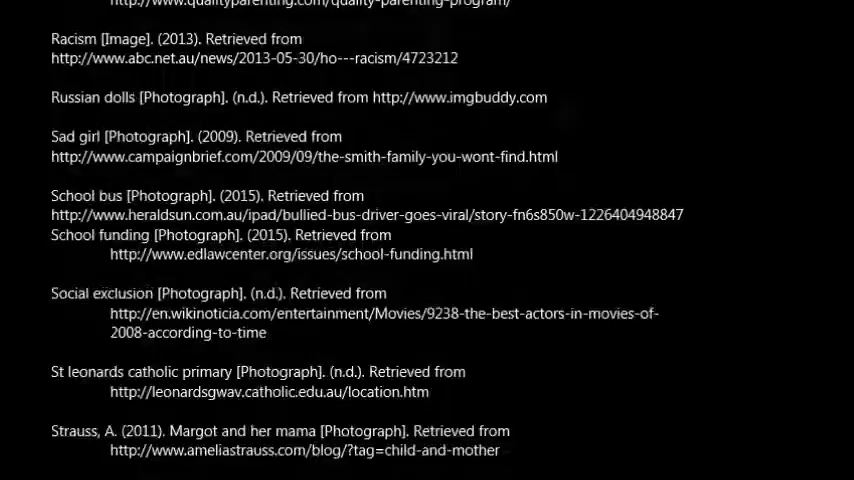 http://www.qualityparenting.com/quality-parenting-program/
Racism [Image]. (2013). Retrieved from
http://www.abc.net.au/news/2013-05-30/ho---racism/4723212
Russian dolls [Photograph]. (n.d.). Retrieved from http://www.imgbuddy.com
Sad girl [Photograph]. (2009). Retrieved from
http://www.campaignbrief.com/2009/09/the-smith-family-you-wont-find.html
School bus [Photograph]. (2015). Retrieved from
http://www.heraldsun.com.au/ipad/bullied-bus-driver-goes-viral/story-fn6s850w-1226404948847
School funding [Photograph]. (2015). Retrieved from
http://www.edlawcenter.org/issues/school-funding.html
Social exclusion [Photograph]. (n.d.). Retrieved from
http://en.wikinoticia.com/entertainment/Movies/9238-the-best-actors-in-movies-of-
2008-according-to-time
St leonards catholic primary [Photograph]. (n.d.). Retrieved from
http://leonardsgwav.catholic.edu.au/location.htm
Strauss, A. (2011). Margot and her mama [Photograph]. Retrieved from
http://www.ameliastrauss.com/blog/?tag=child-and-mother